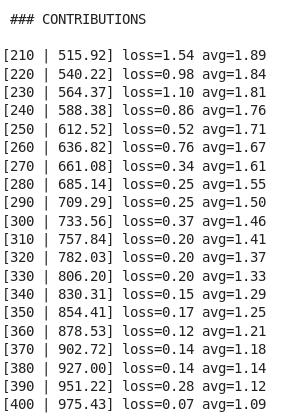 ### CONTRIBUTIONS
[210 | 515.92] loss=1.54 avg=1.89
[220 | 540.22] loss=0.98 avg=1.84
[230 | 564.37] loss=1.10 avg=1.81
[240 | 588.38] loss=0.86 avg=1.76
[250 | 612.52] loss=0.52 avg=1.71
[260 | 636.82] loss=0.76 avg=1.67
[270 | 661.08] loss=0.34 avg=1.61
[280 | 685.14] loss=0.25 avg=1.55
[290 | 709.29] loss=0.25 avg=1.50
[300 | 733.56] loss=0.37 avg=1.46
[310 | 757.84] loss=0.20 avg=1.41
[320 | 782.03] loss=0.20 avg=1.37
[330 | 806.20] loss=0.20 avg=1.33
[340 | 830.31] loss=0.15 avg=1.29
[350 | 854.41] loss=0.17 avg=1.25
[360 | 878.53] loss=0.12 avg=1.21
[370 | 902.72] loss=0.14 avg=1.18
[380 | 927.00] loss=0.14 avg=1.14
[390 | 951.22] loss=0.28 avg=1.12
[400 | 975.43] loss=0.07 avg=1.09